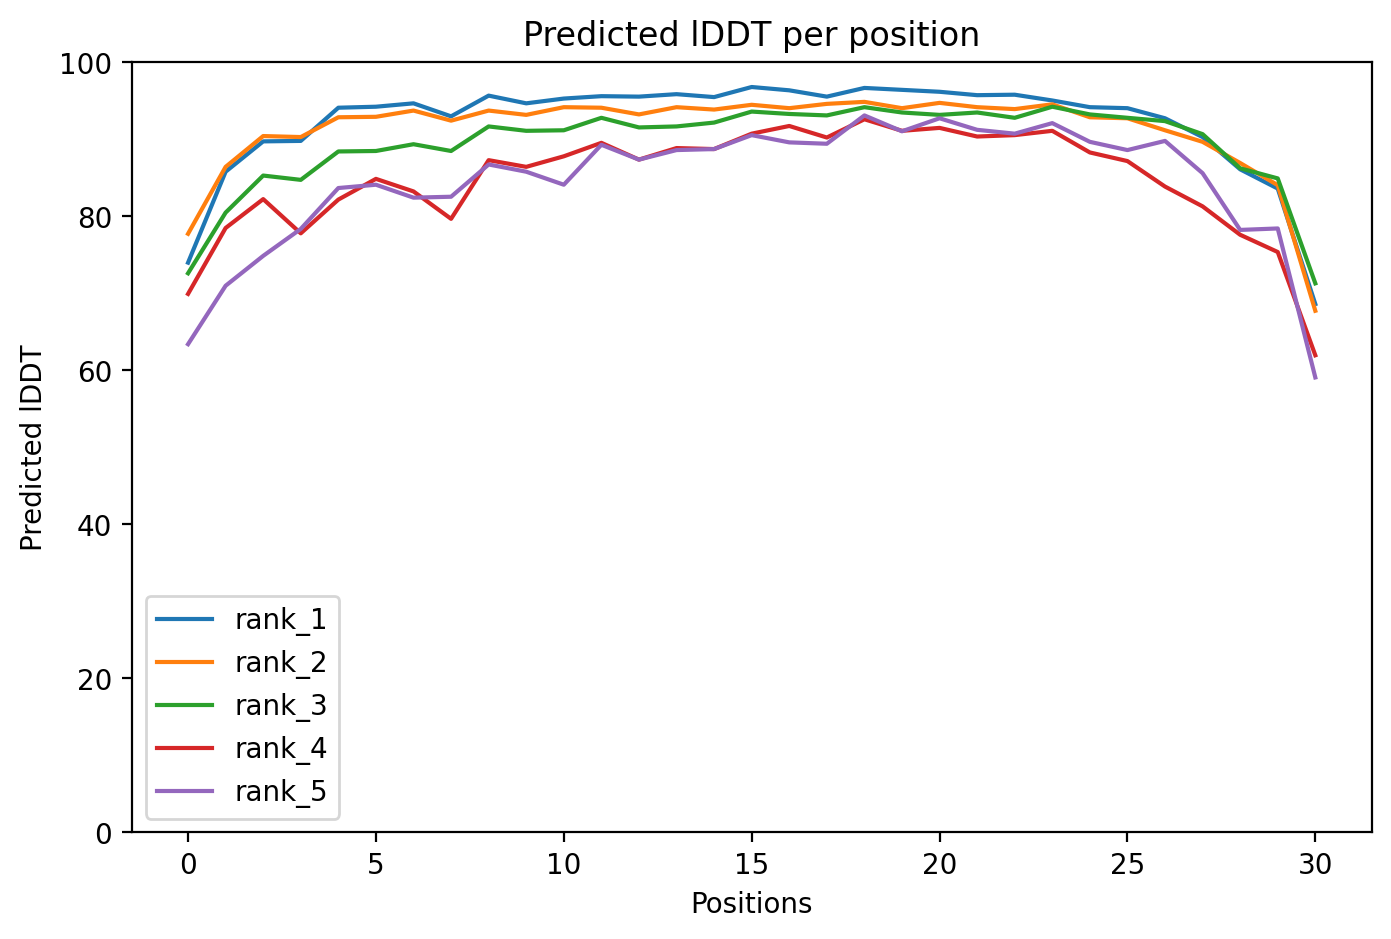 Predicted lDDT per position
100
80
60
40
20
0
Predicted lDDT
rank_1
rank_2
rank_3
rank_4
rank_5
0 5 10 15 20 25 30
Positions